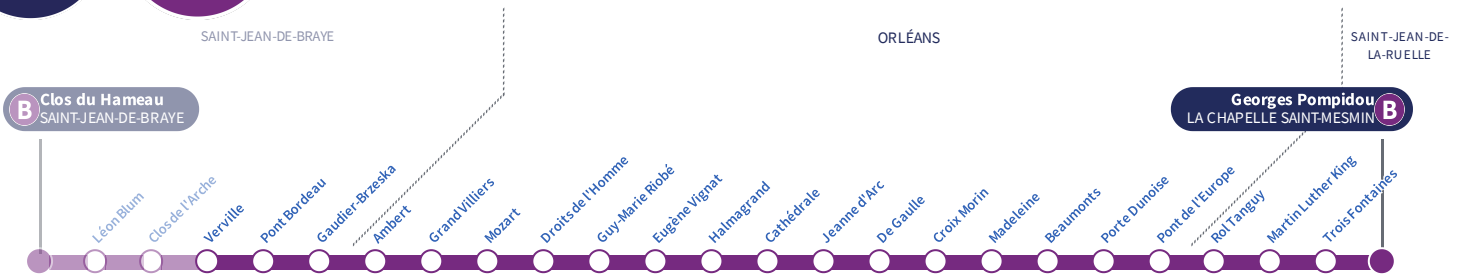 SAINT-JEAN-DE-BRAYE
ORLÉANS
SAINT-JEAN-DE-
LA-RUELLE
B
Clos du Hameau
SAINT-JEAN-DE-BRAYE
Georges Pompidou
LA CHAPELLE SAINT-MESMIN
B
Léon Blum
Clos de l'Arche
Verville
Pont Bordeau
Gaudier-Brzeska
Ambert
Grand Villiers
Mozart
Droits de l'Homme
Guy-Marie Riobé
Eugène Vignat
Halmagrand
Cathédrale
Jeanne d'Arc
De Gaulle
Croix Morin
Madeleine
Beaumonts
Porte Dunoise
Pont de l'Europe
Rol Tanguy
Martin Luther King
Trois Fontaines